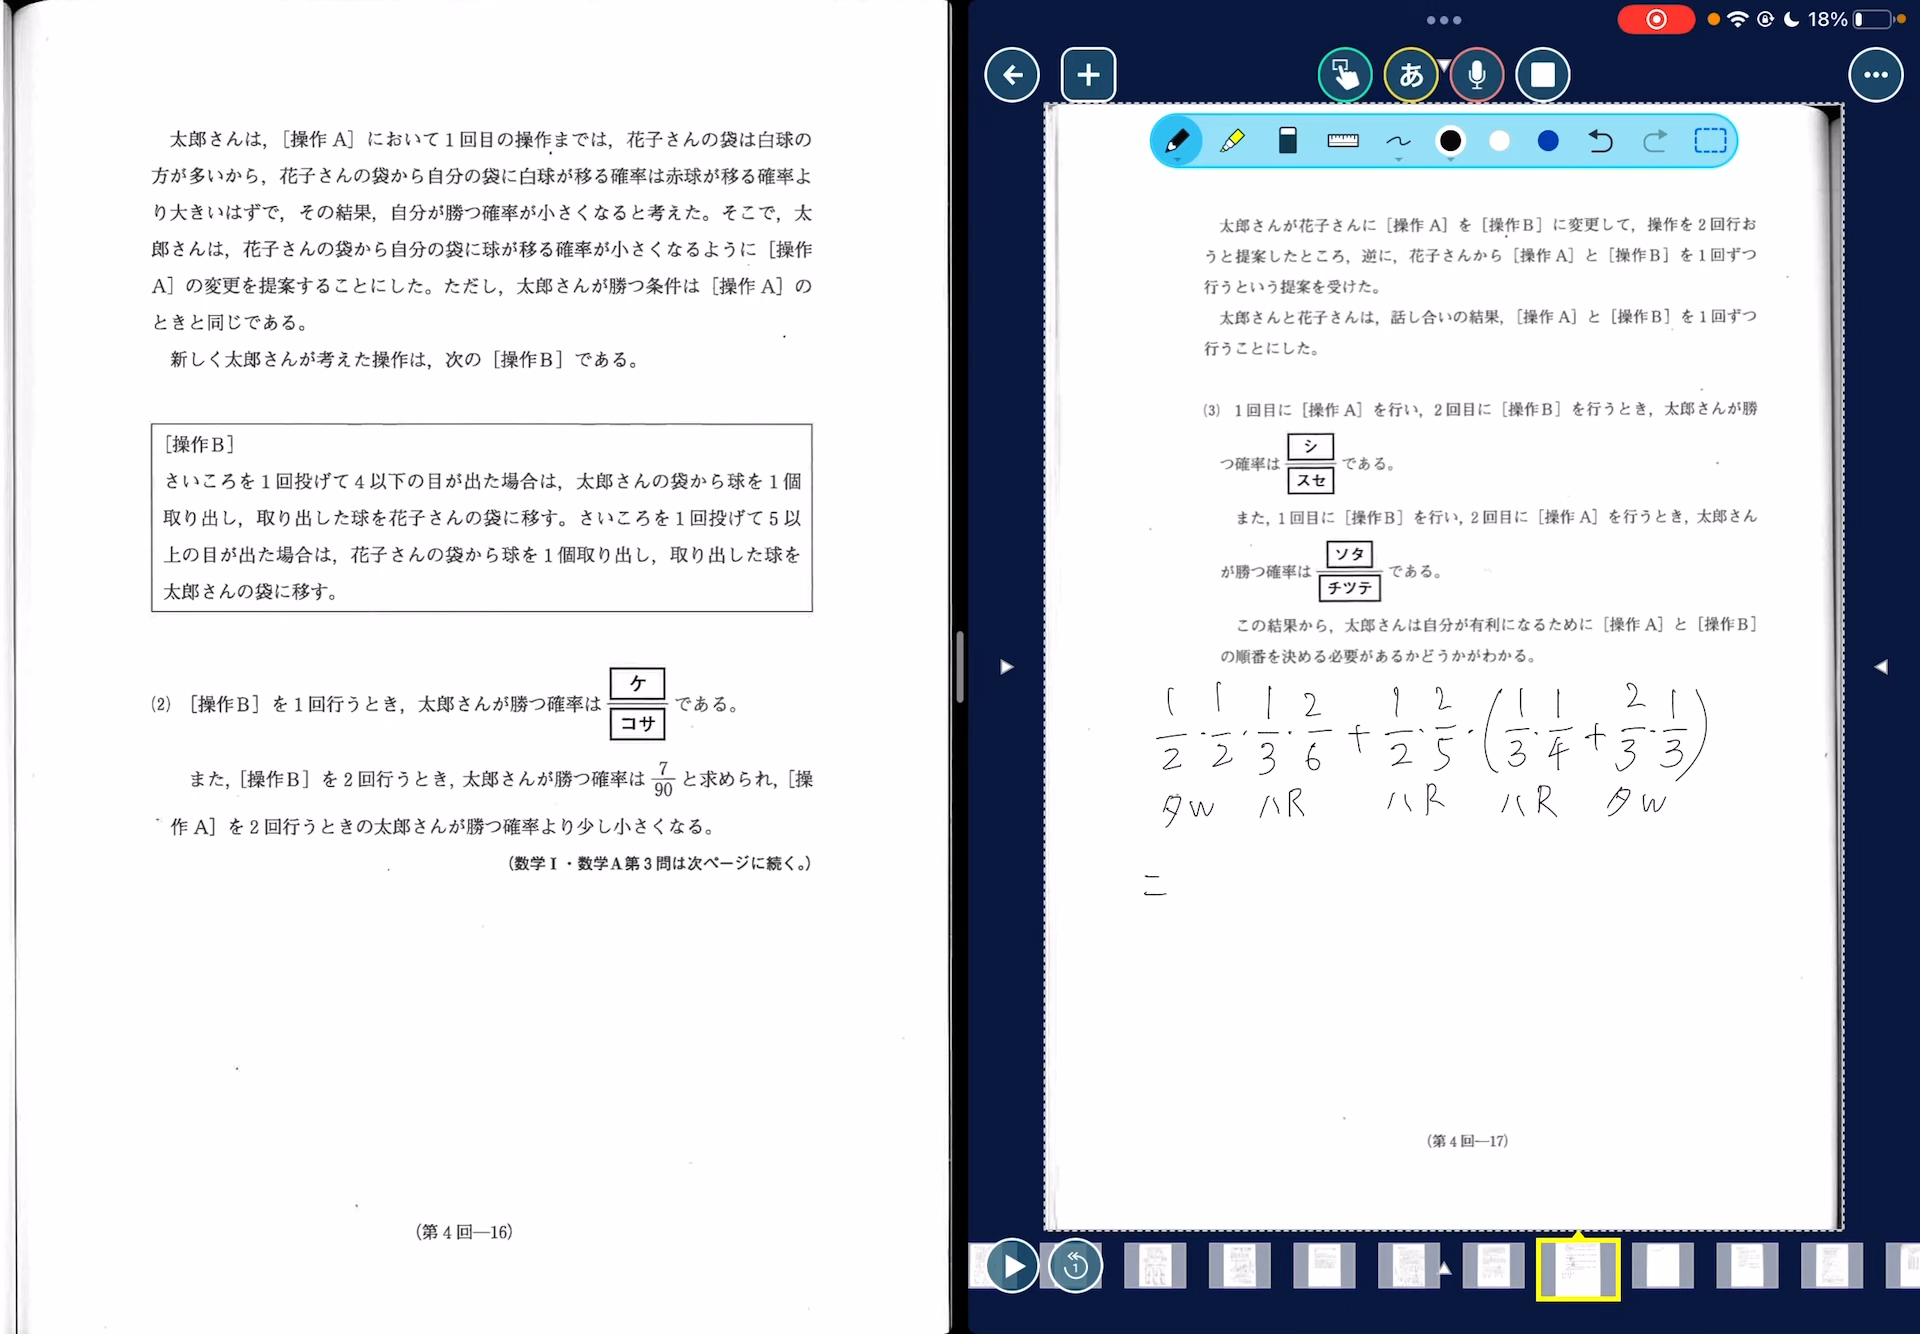 太郎さんは，［操作 A］において1回目の操作までは，花子さんの袋は白球の
方が多いから，花子さんの袋から自分の袋に白球が移る確率は赤球が移る確率よ
り大きいはずで，その結果，自分が勝つ確率が小さくなると考えた。そこで，太
郎さんは，花子さんの袋から自分の袋に球が移る確率が小さくなるように［操作
A］の変更を提案することにした。ただし，太郎さんが勝つ条件は［操作 A］の
ときと同じである。
新しく太郎さんが考えた操作は，次の［操作B］である。
［操作B］
さいころを1回投げて4以下の目が出た場合は，太郎さんの袋から球を1個
取り出し，取り出した球を花子さんの袋に移す。さいころを1回投げて5以
上の目が出た場合は，花子さんの袋から球を1個取り出し，取り出した球を
太郎さんの袋に移す。
(2) ［操作B］を1回行うとき，太郎さんが勝つ確率は ケ/コサ である。
また，［操作B］を2回行うとき，太郎さんが勝つ確率は 7/90 と求められ，［操
作 A］を2回行うときの太郎さんが勝つ確率より少し小さくなる。
（数学Ⅰ・数学A第3問は次ページに続く。）
（第4回—16）
18%
あ
1
太郎さんが花子さんに［操作 A］を［操作B］に変更して，操作を2回行お
うと提案したところ，逆に，花子さんから［操作A］と［操作B］を1回ずつ
行うという提案を受けた。
太郎さんと花子さんは，話し合いの結果，［操作 A］と［操作B］を1回ずつ
行うことにした。
(3) 1回目に［操作 A］を行い，2回目に［操作B］を行うとき，太郎さんが勝
つ確率は シ/スセ である。
また，1回目に［操作B］を行い，2回目に［操作 A］を行うとき，太郎さん
が勝つ確率は ソタ/チツテ である。
この結果から，太郎さんは自分が有利になるために［操作 A］と［操作B］
の順番を決める必要があるかどうかがわかる。
1/2・1/2・1/3・2/6+1/2・2/5・(1/3・1/4+2/3・1/3)
タW ハR ハR ハR タW
=
（第4回—17）